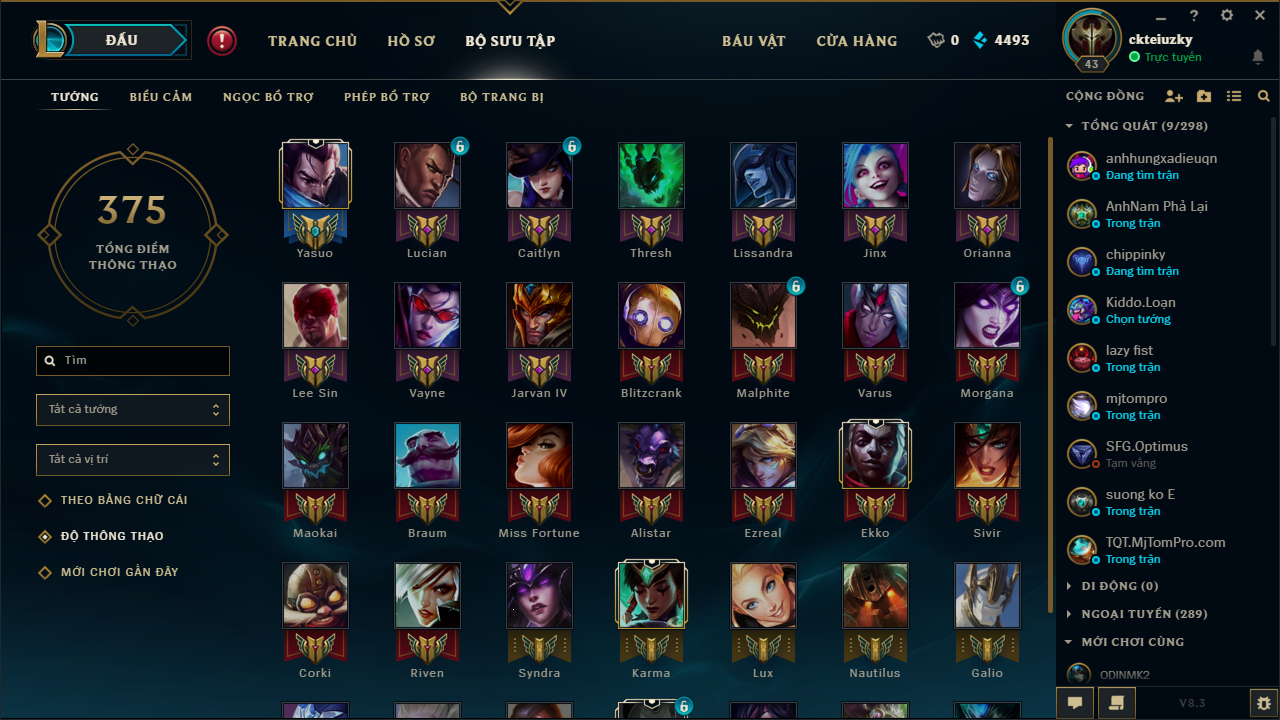 ĐẤU
TRANG CHỦ
HỒ SƠ
BỘ SƯU TẬP
BÁU VẬT
CỬA HÀNG
0
4493
43
ckteiuzky
Trực tuyến
TƯỚNG
BIỂU CẢM
NGỌC BỔ TRỢ
PHÉP BỔ TRỢ
BỘ TRANG BỊ
375
TỔNG ĐIỂM
THÔNG THẠO
Tìm
Tất cả tướng
Tất cả vị trí
THEO BẢNG CHỮ CÁI
ĐỘ THÔNG THẠO
MỚI CHƠI GẦN ĐÂY
6
6
Yasuo
Lucian
Caitlyn
Thresh
Lissandra
Jinx
Orianna
6
6
Lee Sin
Vayne
Jarvan IV
Blitzcrank
Malphite
Varus
Morgana
Maokai
Braum
Miss Fortune
Alistar
Ezreal
Ekko
Sivir
Corki
Riven
Syndra
Karma
Lux
Nautilus
Galio
6
CỘNG ĐỒNG
TỔNG QUÁT (9/298)
anhhungxadieuqn
Đang tìm trận
AnhNam Phả Lại
Trong trận
chippinky
Đang tìm trận
Kiddo.Loan
Chọn tướng
lazy fist
Trong trận
mjtompro
Trong trận
SFG.Optimus
Tạm vắng
suong ko E
Trong trận
TQT.MjTomPro.com
Trong trận
DI ĐỘNG (0)
NGOẠI TUYẾN (289)
MỚI CHƠI CÙNG
ODINMK2
V8.3